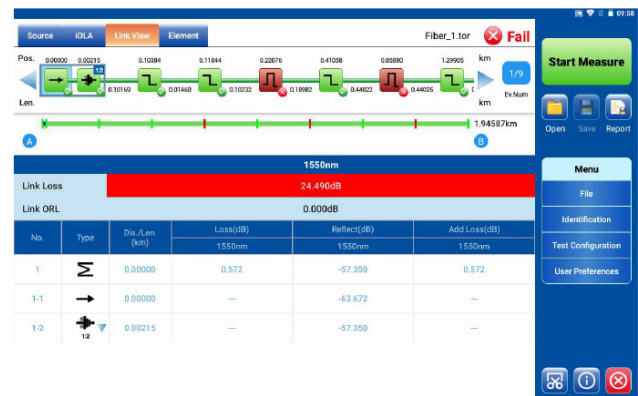 09:58
Source iOLA Link View Element Fiber_1.tor Fail
Pos. 0.00000 0.00215 0.10384 0.11844 0.22076 0.41058 0.85880 1.29905 km
1:2
0.10169 0.01460 0.10232 0.18982 0.44822 0.44025
1/9
Ev.Num
Len. km
1.94587km
A B
1550nm
Link Loss 24.490dB
Link ORL 0.000dB
No. Type Dis./Len. (km) Loss(dB) Reflect(dB) Add Loss(dB)
1550nm 1550nm 1550nm
1 Σ 0.00000 0.572 -57.350 0.572
1-1 0.00000 --- -63.672 ---
1-2 1:2 0.00215 --- -57.350 ---
Start Measure
Open Save Report
Menu
File
Identification
Test Configuration
User Preferences